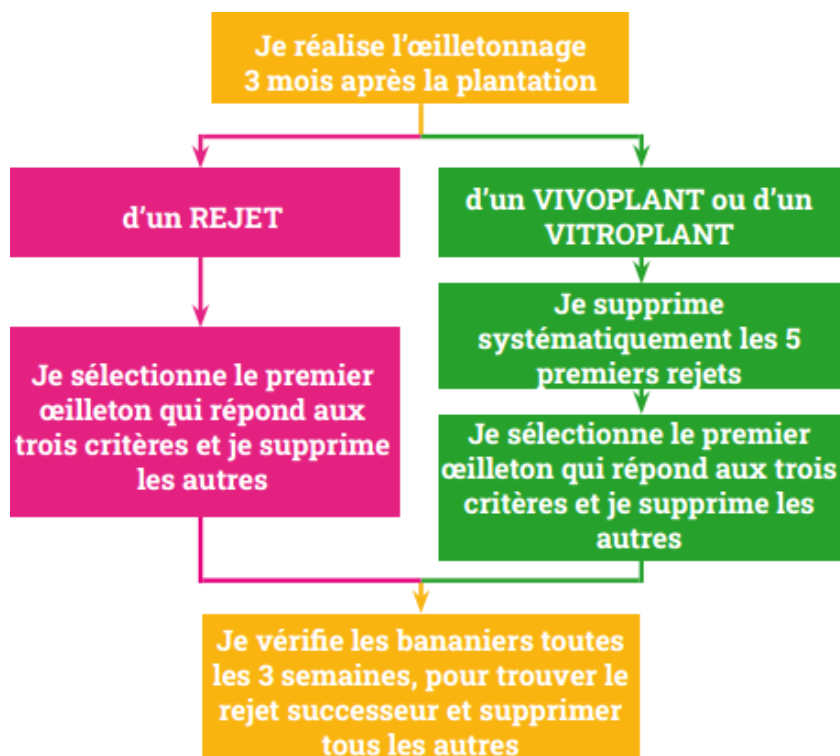 Je réalise l'œilletonnage
3 mois après la plantation
d'un REJET
d'un VIVOPLANT ou d'un
VITROPLANT
Je supprime
systématiquement les 5
premiers rejets
Je sélectionne le premier
œilleton qui répond aux
trois critères et je supprime
les autres
Je sélectionne le premier
œilleton qui répond aux trois
critères et je supprime les
autres
Je vérifie les bananiers toutes
les 3 semaines, pour trouver le
rejet successeur et supprimer
tous les autres